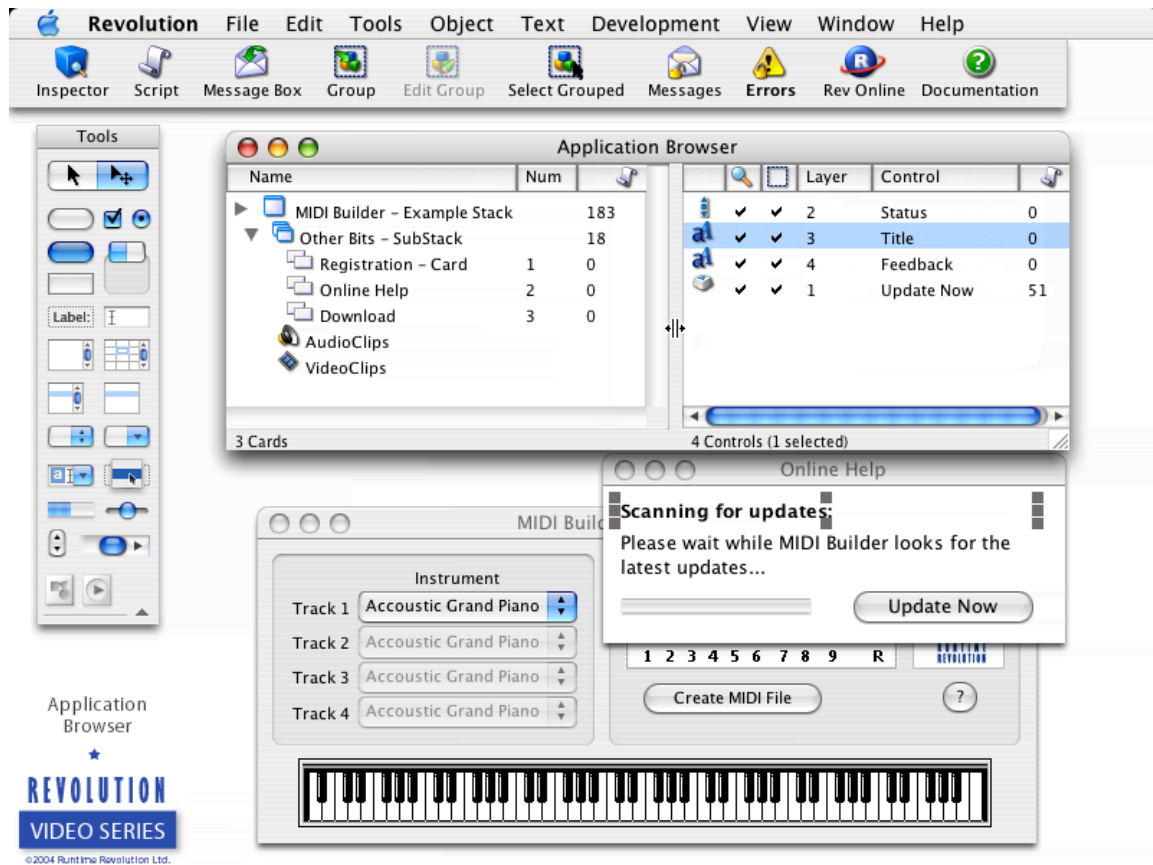 Revolution File Edit Tools Object Text Development View Window Help
Inspector Script Message Box Group Edit Group Select Grouped Messages Errors Rev Online Documentation
Tools
Label:
Application Browser
Name Num
MIDI Builder – Example Stack 183
Other Bits – SubStack 18
Registration – Card 1 0
Online Help 2 0
Download 3 0
AudioClips
VideoClips
3 Cards
Layer Control
2 Status 0
3 Title 0
4 Feedback 0
1 Update Now 51
4 Controls (1 selected)
Online Help
Scanning for updates:
Please wait while MIDI Builder looks for the
latest updates...
Update Now
MIDI Buil
Instrument
Track 1 Accoustic Grand Piano
Track 2 Accoustic Grand Piano
Track 3 Accoustic Grand Piano
Track 4 Accoustic Grand Piano
1 2 3 4 5 6 7 8 9 R
REVOLUTION
Create MIDI File
?
Application
Browser
REVOLUTION
VIDEO SERIES
©2004 Runtime Revolution Ltd.